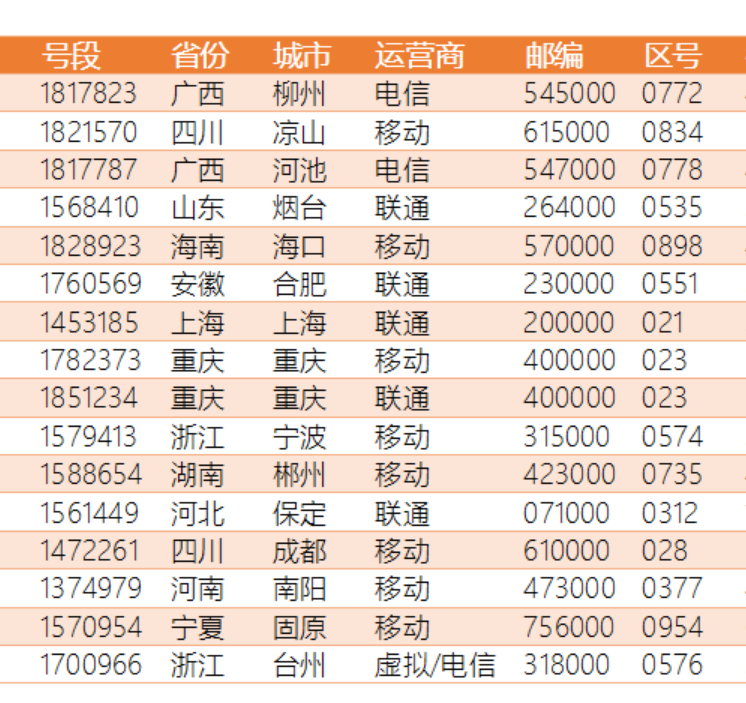 号段 省份 城市 运营商 邮编 区号
1817823 广西 柳州 电信 545000 0772
1821570 四川 凉山 移动 615000 0834
1817787 广西 河池 电信 547000 0778
1568410 山东 烟台 联通 264000 0535
1828923 海南 海口 移动 570000 0898
1760569 安徽 合肥 联通 230000 0551
1453185 上海 上海 联通 200000 021
1782373 重庆 重庆 移动 400000 023
1851234 重庆 重庆 联通 400000 023
1579413 浙江 宁波 移动 315000 0574
1588654 湖南 郴州 移动 423000 0735
1561449 河北 保定 联通 071000 0312
1472261 四川 成都 移动 610000 028
1374979 河南 南阳 移动 473000 0377
1570954 宁夏 固原 移动 756000 0954
1700966 浙江 台州 虚拟/电信 318000 0576